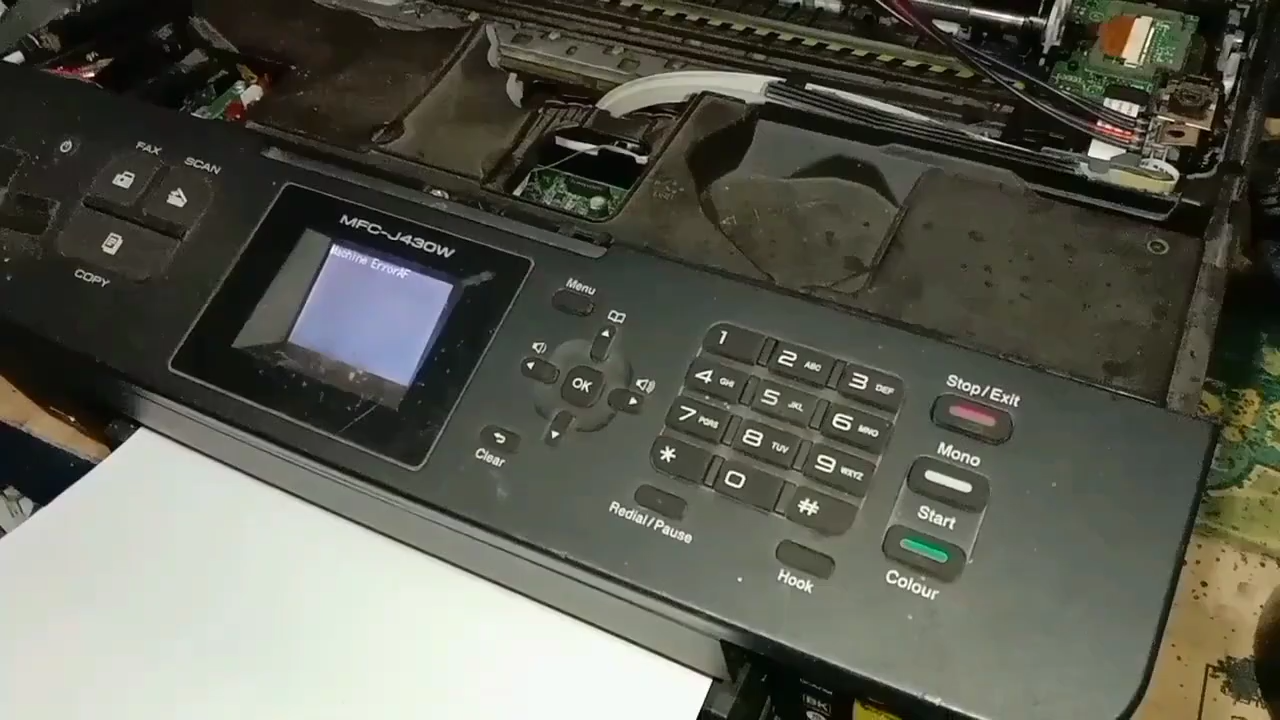 FAX
SCAN
COPY
MFC-J430W
Machine ErrorAF
Menu
OK
Clear
1
2 ABC
3 DEF
4 GHI
5 JKL
6 MNO
7 PQRS
8 TUV
9 WXYZ
*
0
#
Redial/Pause
Hook
Stop/Exit
Mono
Start
Colour
BK